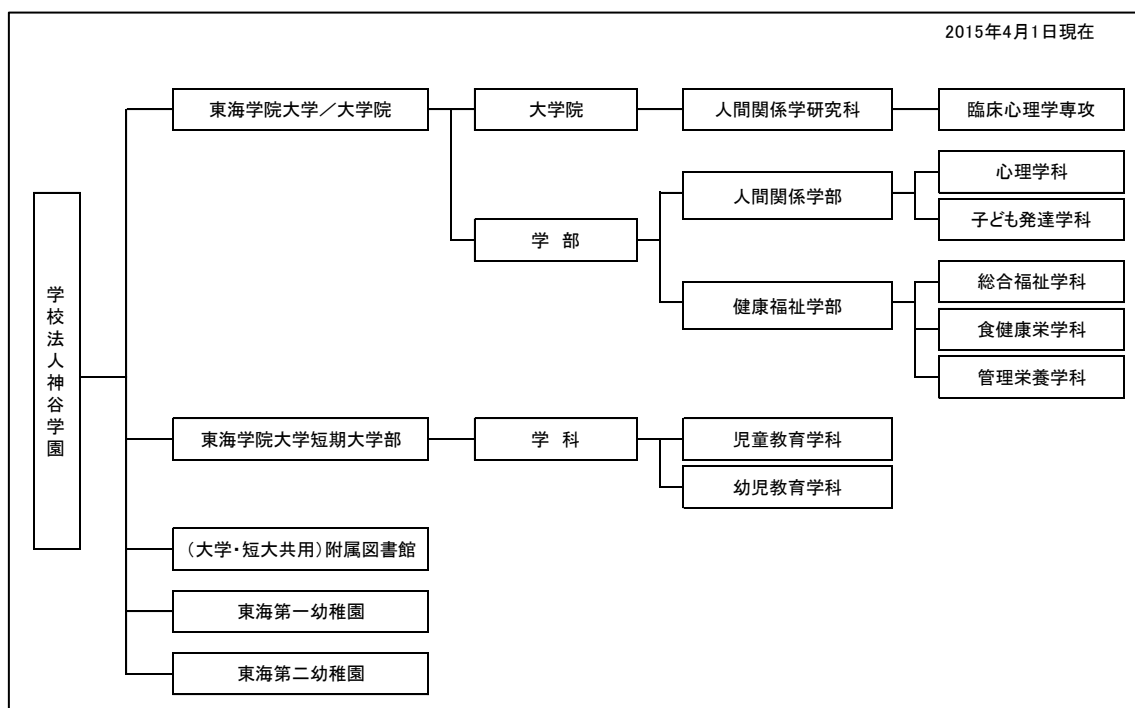 2015年4月1日現在
学校法人神谷学園
東海学院大学／大学院
大学院
人間関係学研究科
臨床心理学専攻
学 部
人間関係学部
心理学科
子ども発達学科
健康福祉学部
総合福祉学科
食健康栄学科
管理栄養学科
東海学院大学短期大学部
学 科
児童教育学科
幼児教育学科
（大学・短大共用）附属図書館
東海第一幼稚園
東海第二幼稚園